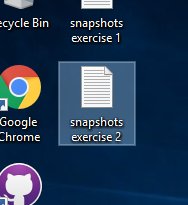 ecycle Bin
snapshots
exercise 1
Google
Chrome
snapshots
exercise 2